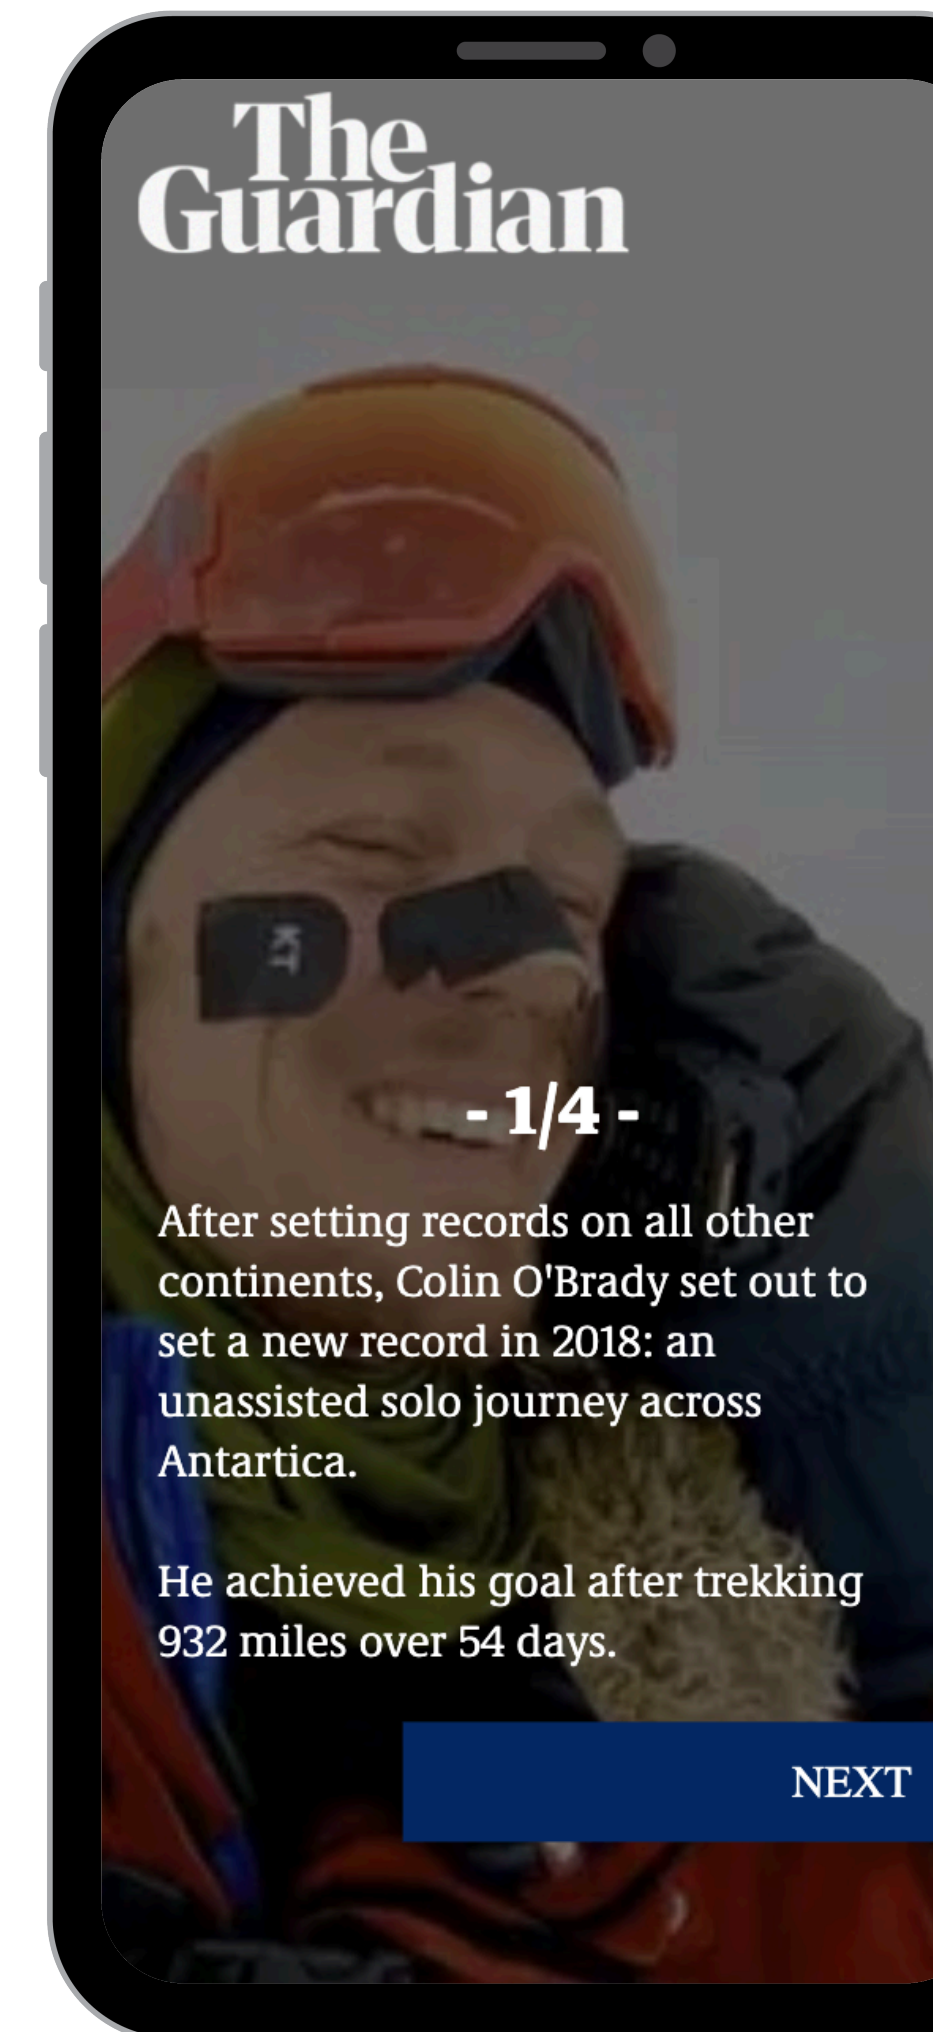 The
Guardian
KT
- 1/4 -
After setting records on all other
continents, Colin O'Brady set out to
set a new record in 2018: an
unassisted solo journey across
Antartica.
He achieved his goal after trekking
932 miles over 54 days.
NEXT